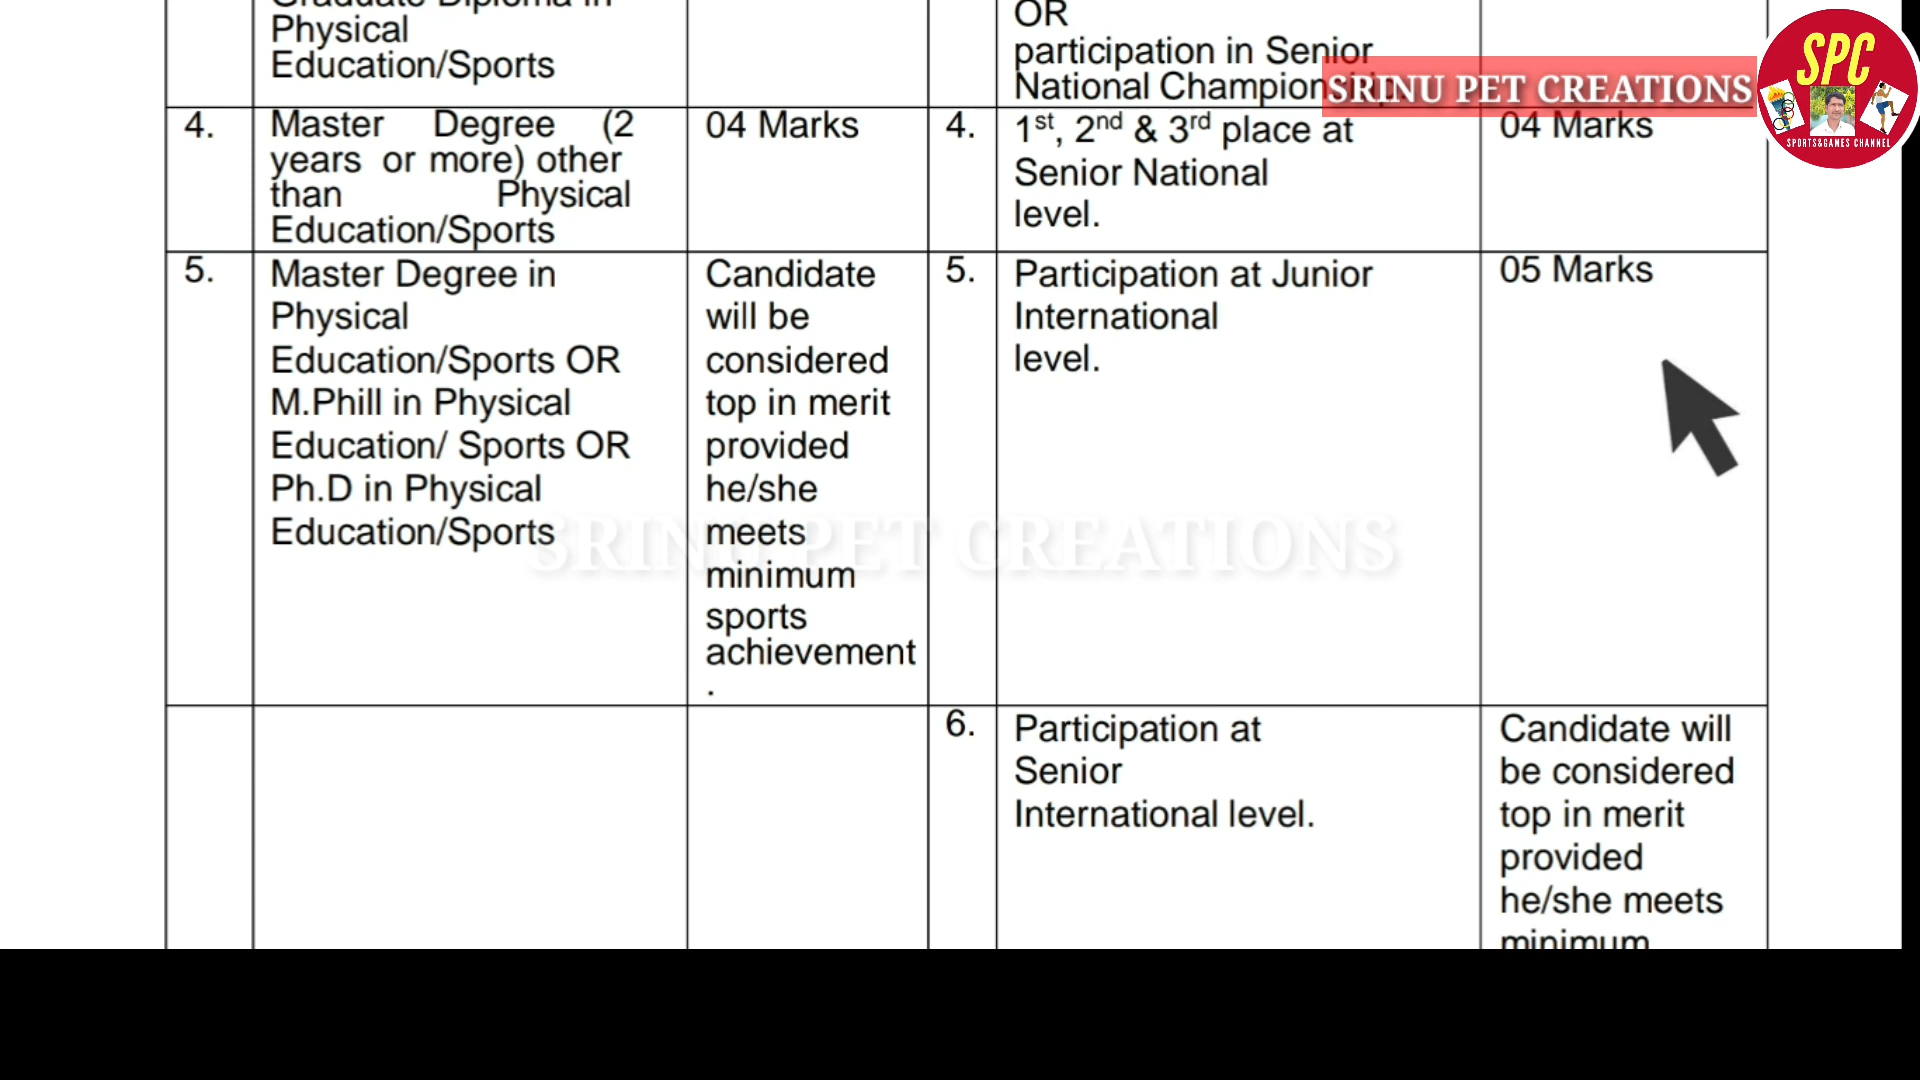 Graduate Diploma in
Physical
Education/Sports
OR
participation in Senior
National Championship
SRINU PET CREATIONS
SPC
SPORTS&GAMES CHANNEL
4.
Master Degree (2
years or more) other
than Physical
Education/Sports
04 Marks
4.
1st, 2nd & 3rd place at
Senior National
level.
04 Marks
5.
Master Degree in
Physical
Education/Sports OR
M.Phill in Physical
Education/ Sports OR
Ph.D in Physical
Education/Sports
Candidate
will be
considered
top in merit
provided
he/she
meets
minimum
sports
achievement
.
5.
Participation at Junior
International
level.
05 Marks
SRINU PET CREATIONS
6.
Participation at
Senior
International level.
Candidate will
be considered
top in merit
provided
he/she meets
minimum